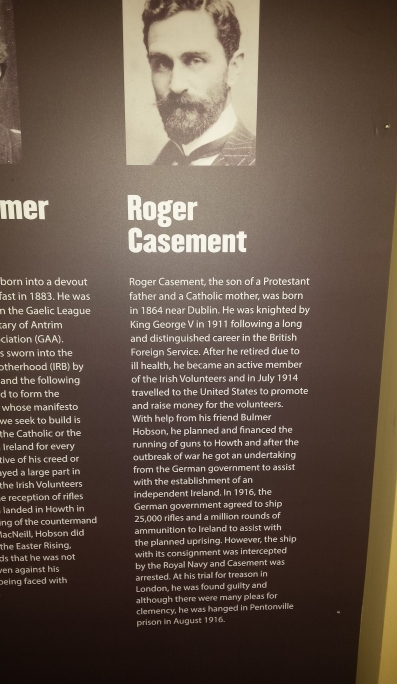 mer
born into a devout
fast in 1883. He was
n the Gaelic League
tary of Antrim
ciation (GAA).
s sworn into the
otherhood (IRB) by
and the following
d to form the
whose manifesto
we seek to build is
the Catholic or the
Ireland for every
tive of his creed or
ayed a large part in
the Irish Volunteers
e reception of rifles
landed in Howth in
ng of the countermand
MacNeill, Hobson did
the Easter Rising,
ds that he was not
ven against his
being faced with
Roger
Casement
Roger Casement, the son of a Protestant
father and a Catholic mother, was born
in 1864 near Dublin. He was knighted by
King George V in 1911 following a long
and distinguished career in the British
Foreign Service. After he retired due to
ill health, he became an active member
of the Irish Volunteers and in July 1914
travelled to the United States to promote
and raise money for the volunteers.
With help from his friend Bulmer
Hobson, he planned and financed the
running of guns to Howth and after the
outbreak of war he got an undertaking
from the German government to assist
with the establishment of an
independent Ireland. In 1916, the
German government agreed to ship
25,000 rifles and a million rounds of
ammunition to Ireland to assist with
the planned uprising. However, the ship
with its consignment was intercepted
by the Royal Navy and Casement was
arrested. At his trial for treason in
London, he was found guilty and
although there were many pleas for
clemency, he was hanged in Pentonville
prison in August 1916.